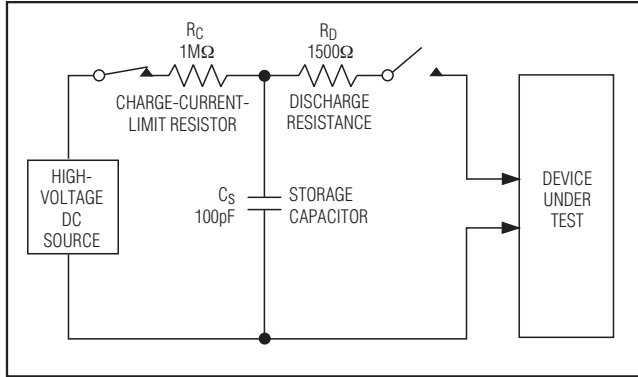 R_C
1MΩ
CHARGE-CURRENT-
LIMIT RESISTOR
R_D
1500Ω
DISCHARGE
RESISTANCE
HIGH-
VOLTAGE
DC
SOURCE
C_S
100pF
STORAGE
CAPACITOR
DEVICE
UNDER
TEST